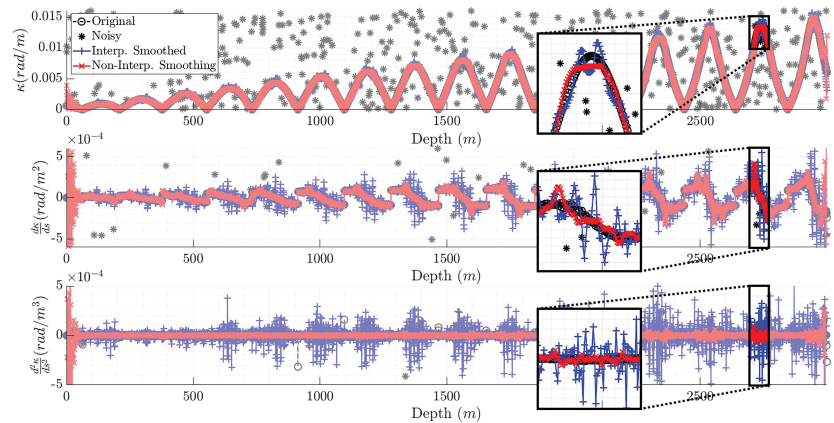 0.015
0.01
0.005
0
κ(rad/m)
Original
Noisy
Interp. Smoothed
Non-Interp. Smoothing
0 500 1000 1500 2500
Depth (m)
×10⁻⁴
5
0
-5
dκ/ds (rad/m²)
0 500 1000 1500 2500
Depth (m)
×10⁻⁴
5
0
-5
d²κ/ds² (rad/m³)
0 500 1000 1500 2500
Depth (m)